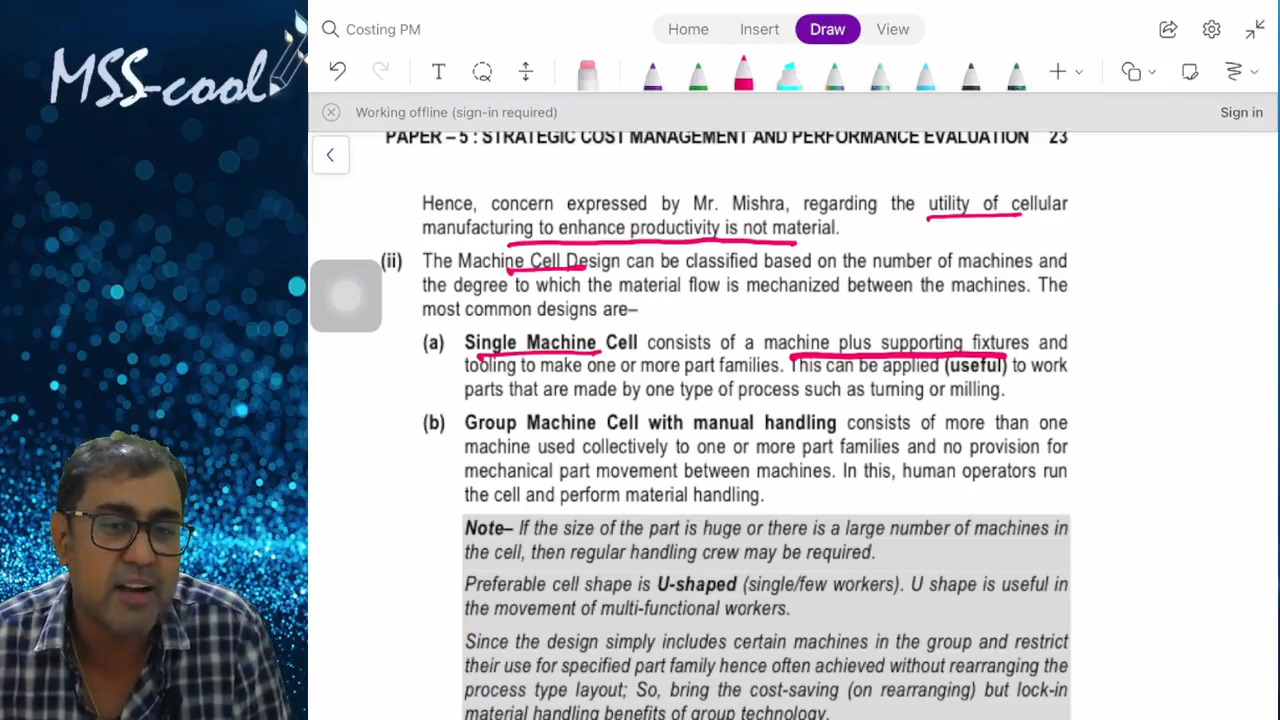 MSS-cool
Costing PM
Home Insert Draw View
Working offline (sign-in required) Sign in
PAPER – 5 : STRATEGIC COST MANAGEMENT AND PERFORMANCE EVALUATION 23
Hence, concern expressed by Mr. Mishra, regarding the utility of cellular
manufacturing to enhance productivity is not material.
(ii) The Machine Cell Design can be classified based on the number of machines and
the degree to which the material flow is mechanized between the machines. The
most common designs are–
(a) Single Machine Cell consists of a machine plus supporting fixtures and
tooling to make one or more part families. This can be applied (useful) to work
parts that are made by one type of process such as turning or milling.
(b) Group Machine Cell with manual handling consists of more than one
machine used collectively to one or more part families and no provision for
mechanical part movement between machines. In this, human operators run
the cell and perform material handling.
Note– If the size of the part is huge or there is a large number of machines in
the cell, then regular handling crew may be required.
Preferable cell shape is U-shaped (single/few workers). U shape is useful in
the movement of multi-functional workers.
Since the design simply includes certain machines in the group and restrict
their use for specified part family hence often achieved without rearranging the
process type layout; So, bring the cost-saving (on rearranging) but lock-in
material handling benefits of group technology.